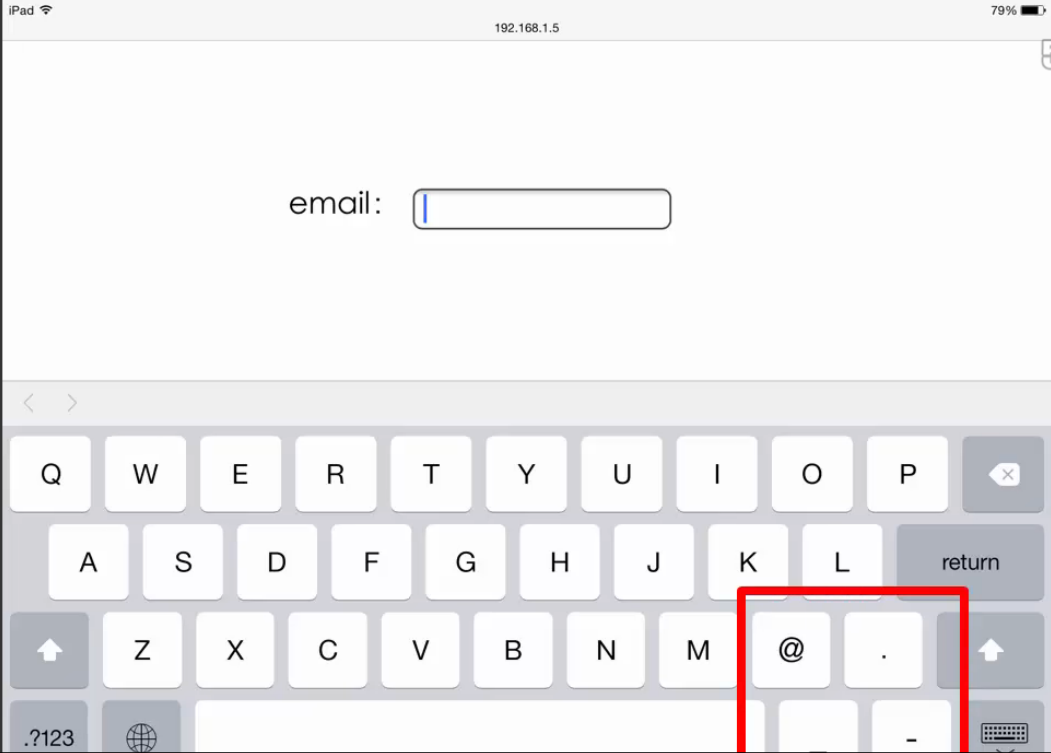 iPad 79%
192.168.1.5
email:
Q W E R T Y U I O P
A S D F G H J K L return
Z X C V B N M @ .
.?123 -